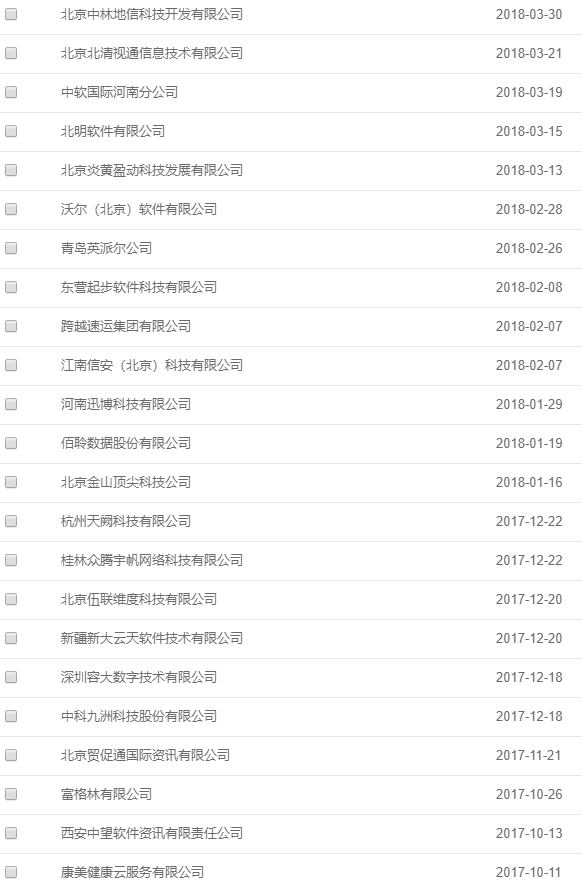 北京中林地信科技开发有限公司 2018-03-30
北京北清视通信息技术有限公司 2018-03-21
中软国际河南分公司 2018-03-19
北明软件有限公司 2018-03-15
北京炎黄盈动科技发展有限公司 2018-03-13
沃尔（北京）软件有限公司 2018-02-28
青岛英派尔公司 2018-02-26
东营起步软件科技有限公司 2018-02-08
跨越速运集团有限公司 2018-02-07
江南信安（北京）科技有限公司 2018-02-07
河南迅博科技有限公司 2018-01-29
佰聆数据股份有限公司 2018-01-19
北京金山顶尖科技公司 2018-01-16
杭州天阙科技有限公司 2017-12-22
桂林众腾宇帆网络科技有限公司 2017-12-22
北京伍联维度科技有限公司 2017-12-20
新疆新大云天软件技术有限公司 2017-12-20
深圳容大数字技术有限公司 2017-12-18
中科九洲科技股份有限公司 2017-12-18
北京贸促通国际资讯有限公司 2017-11-21
富格林有限公司 2017-10-26
西安中望软件资讯有限责任公司 2017-10-13
康美健康云服务有限公司 2017-10-11